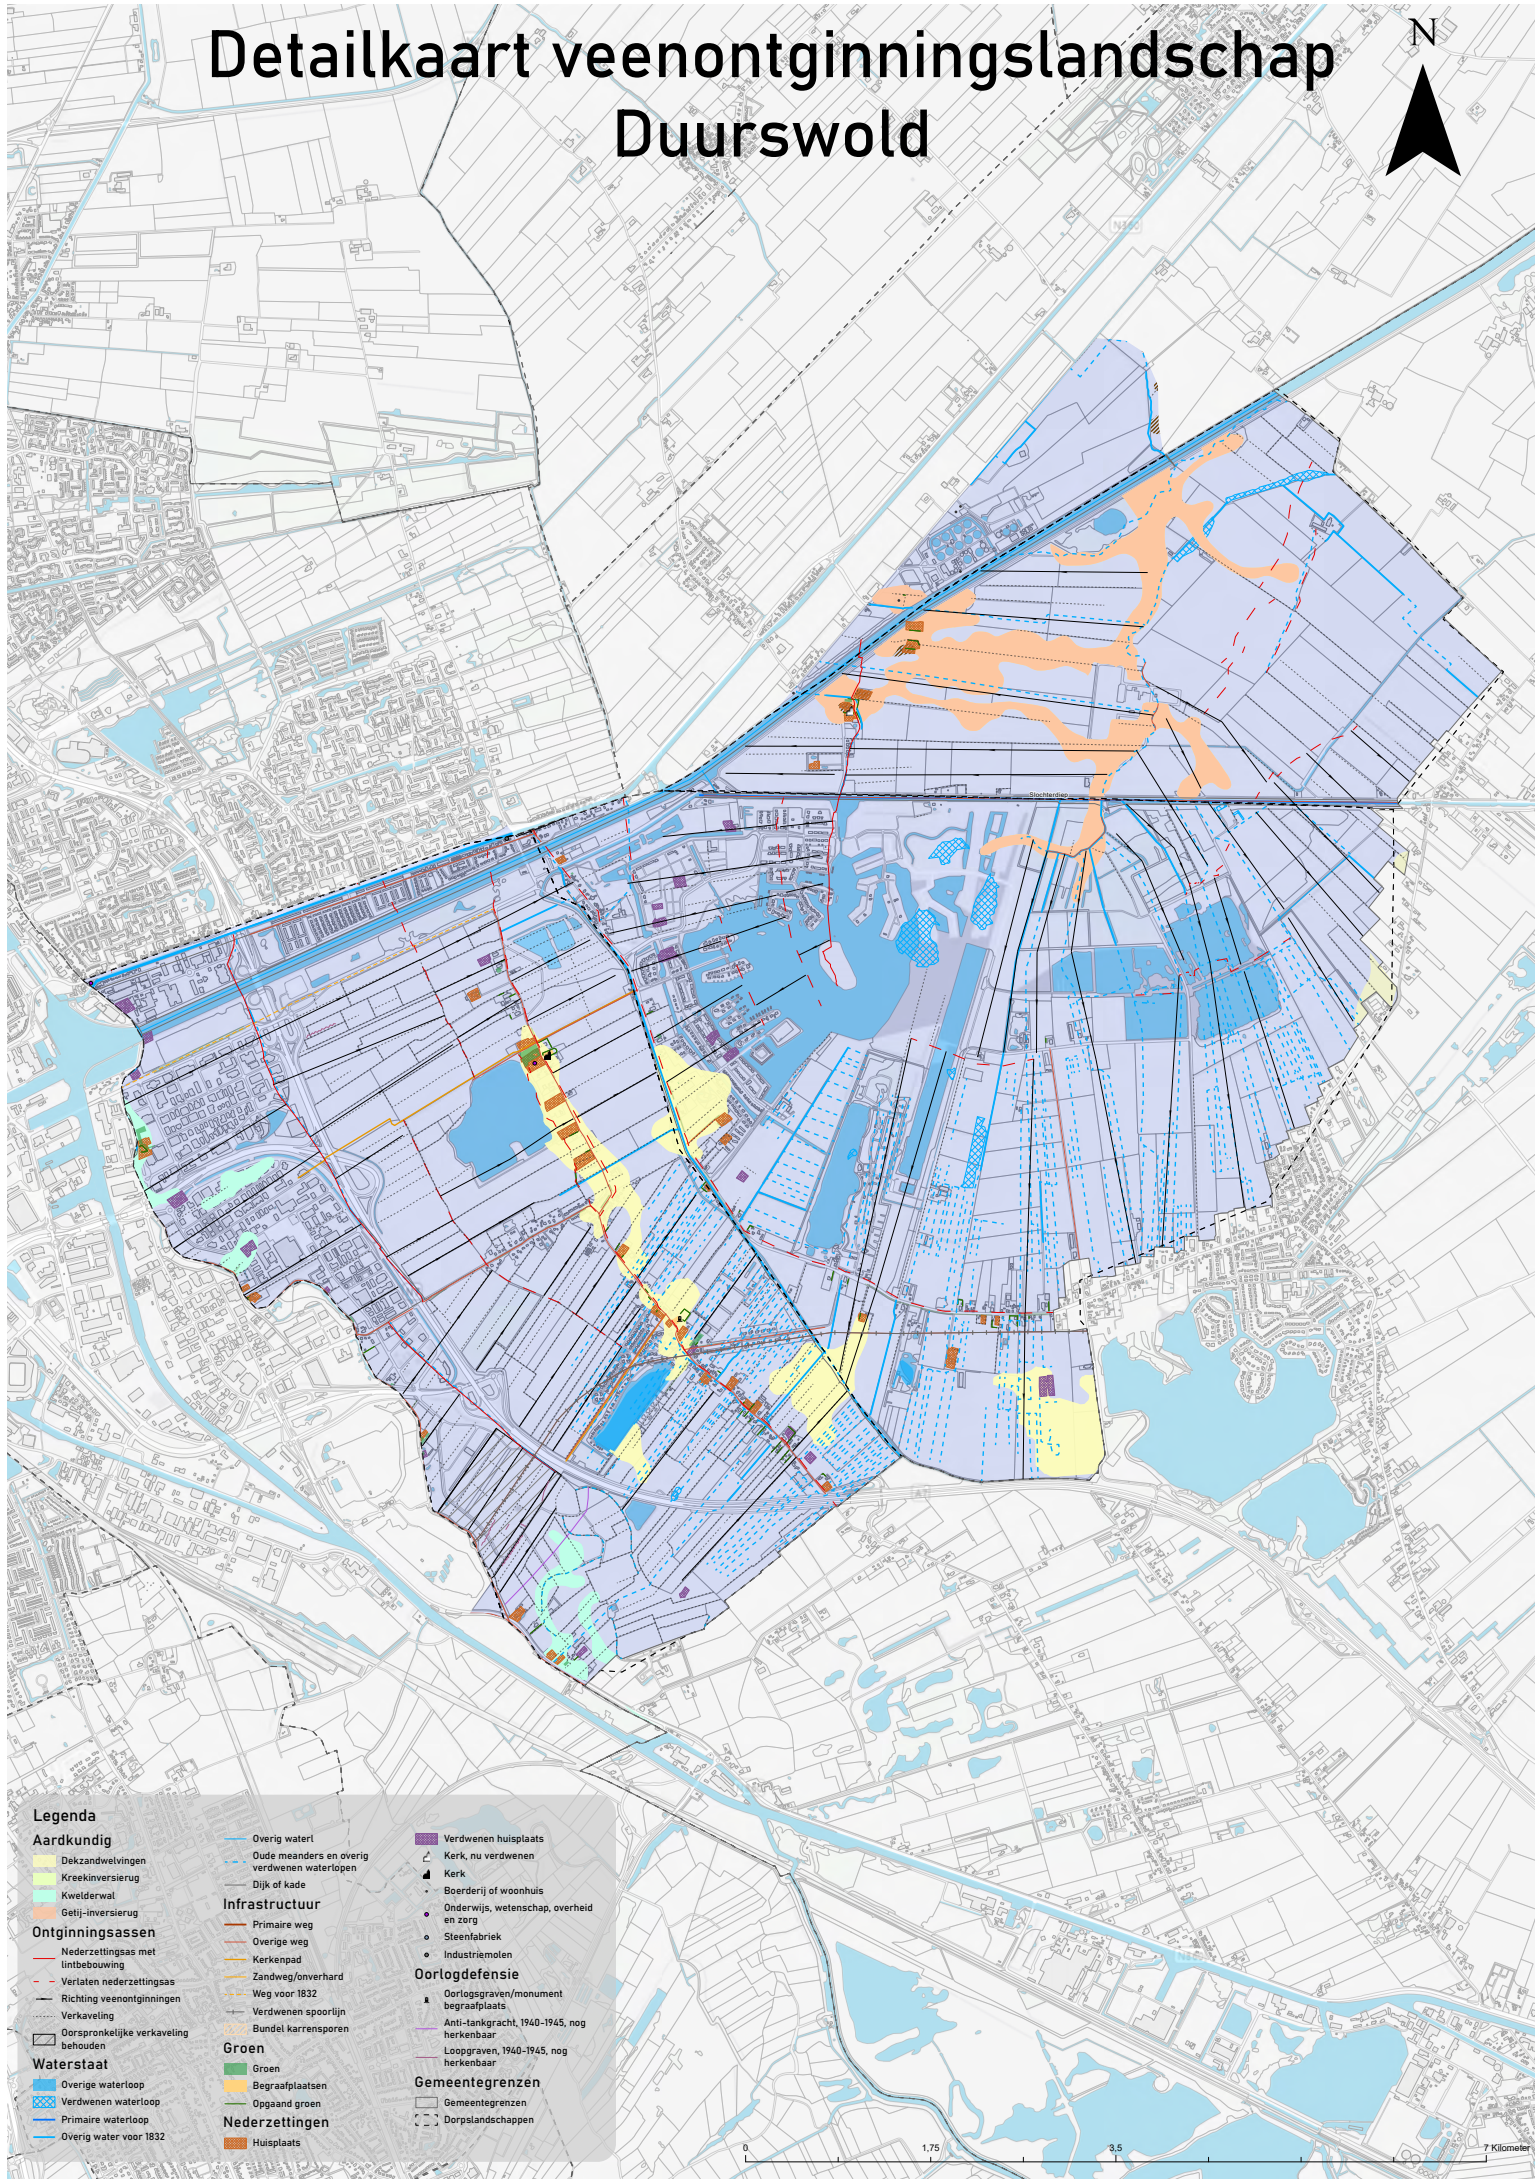 Detailkaart veenontginningslandschap
Duurswold
N
N360
Slochterdiep
A7
Legenda
Aardkundig
Dekzandwelvingen
Kreekinversierug
Kwelderwal
Getij-inversierug
Ontginningsassen
Nederzettingsas met
lintbebouwing
Verlaten nederzettingsas
Richting veenontginningen
Verkaveling
Oorspronkelijke verkaveling
behouden
Waterstaat
Overige waterloop
Verdwenen waterloop
Primaire waterloop
Overig water voor 1832
Overig waterl
Oude meanders en overig
verdwenen waterlopen
Dijk of kade
Infrastructuur
Primaire weg
Overige weg
Kerkenpad
Zandweg/onverhard
Weg voor 1832
Verdwenen spoorlijn
Bundel karrensporen
Groen
Groen
Begraafplaatsen
Opgaand groen
Nederzettingen
Huisplaats
Verdwenen huisplaats
Kerk, nu verdwenen
Kerk
Boerderij of woonhuis
Onderwijs, wetenschap, overheid
en zorg
Steenfabriek
Industriemolen
Oorlogdefensie
Oorlogsgraven/monument
begraafplaats
Anti-tankgracht, 1940-1945, nog
herkenbaar
Loopgraven, 1940-1945, nog
herkenbaar
Gemeentegrenzen
Gemeentegrenzen
Dorpslandschappen
0 1,75 3,5 7 Kilometer